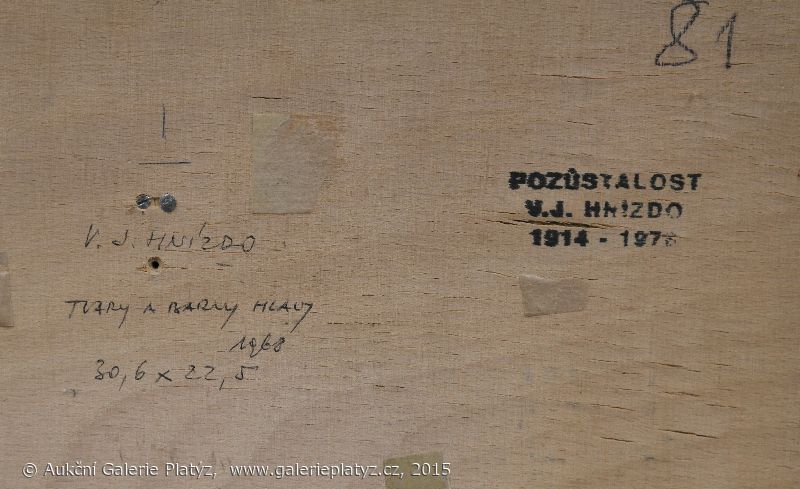 81
POZŮSTALOST
V.J. HNÍZDO
1914 - 197
V. J. HNÍZDO
TVARY A BARVY HLAVY
1968
30,6 x 22,5
© Aukční Galerie Platýz, www.galerieplatyz.cz, 2015